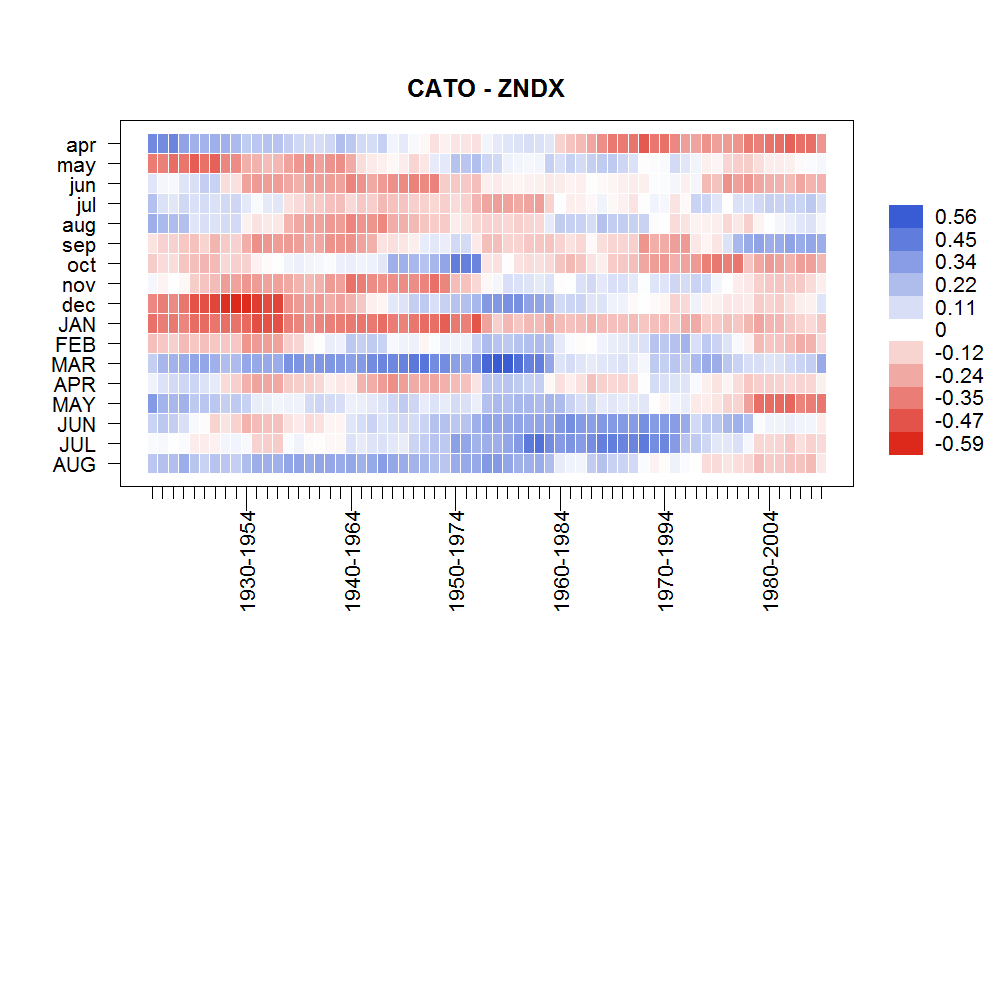 CATO - ZNDX
apr
may
jun
jul
aug
sep
oct
nov
dec
JAN
FEB
MAR
APR
MAY
JUN
JUL
AUG
0.56
0.45
0.34
0.22
0.11
0
-0.12
-0.24
-0.35
-0.47
-0.59
1930-1954
1940-1964
1950-1974
1960-1984
1970-1994
1980-2004